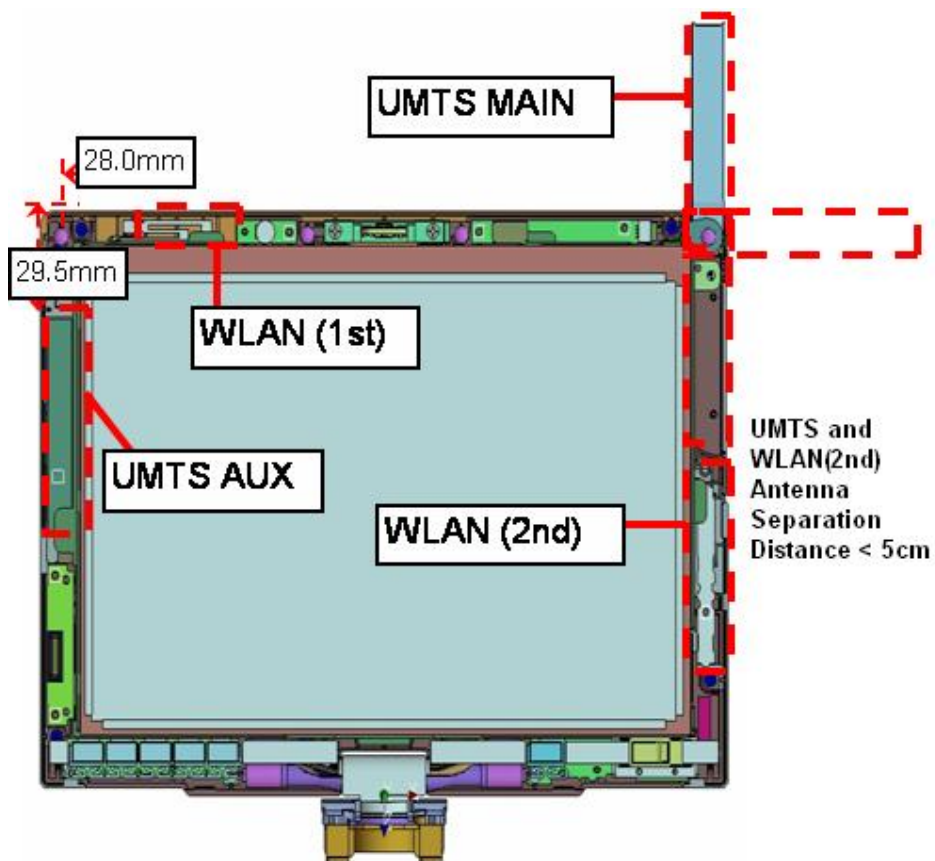 UMTS MAIN
28.0mm
29.5mm
WLAN (1st)
UMTS AUX
WLAN (2nd)
UMTS and
WLAN(2nd)
Antenna
Separation
Distance < 5cm